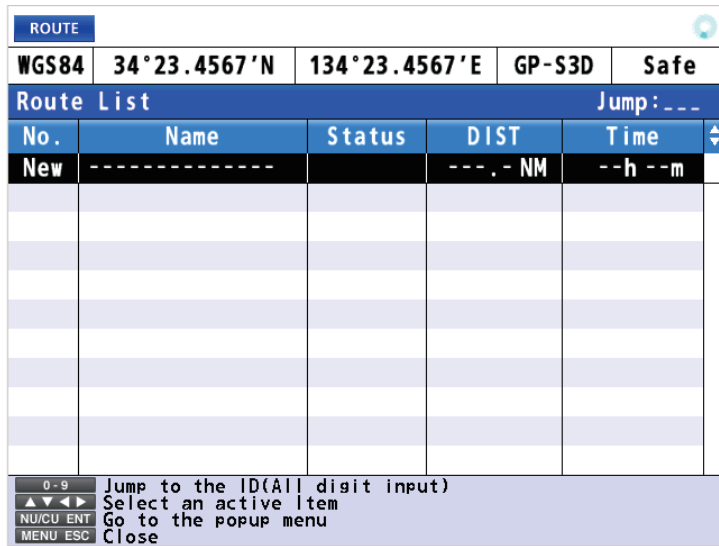 ROUTE
WGS84 34°23.4567'N 134°23.4567'E GP-S3D Safe
Route List Jump:___
No. Name Status DIST Time
New -------------- ---.- NM --h --m
0-9 Jump to the ID(All digit input)
▲▼◀▶ Select an active Item
NU/CU ENT Go to the popup menu
MENU ESC Close